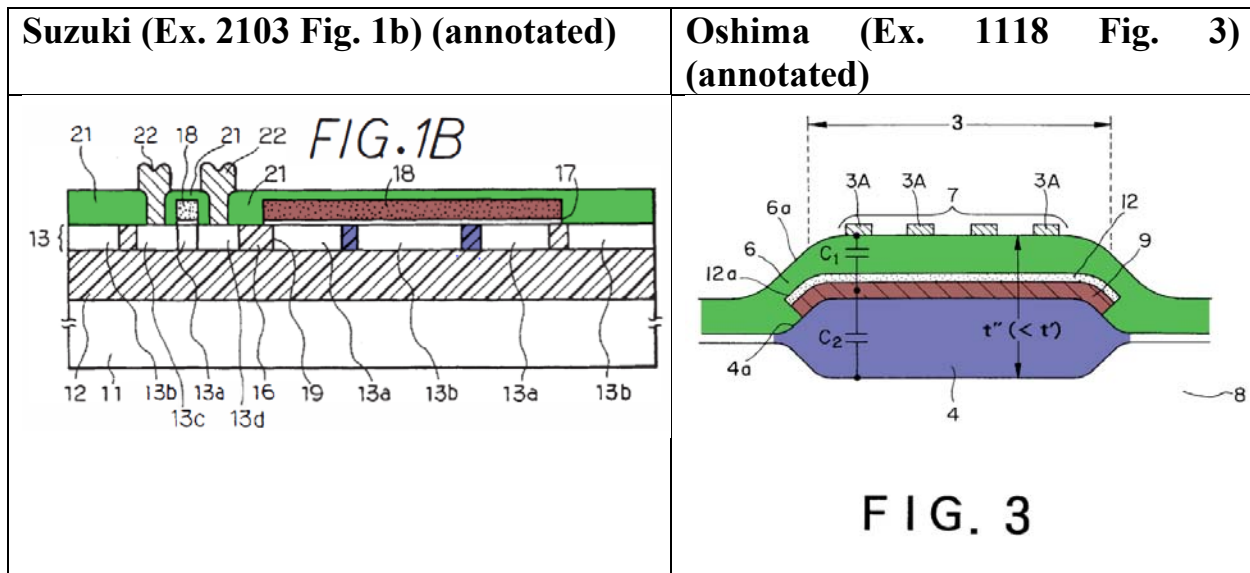 Suzuki (Ex. 2103 Fig. 1b) (annotated)
Oshima (Ex. 1118 Fig. 3)
(annotated)
21 18 21 22
22
FIG.1B
21
21
18
17
13
12 11 13b 13a 16 19 13a 13b 13a 13b
13c 13d
3
3A 3A 7 3A
6a
12
9
6
C1
12a
t" (< t')
4a
C2
4
8
FIG. 3